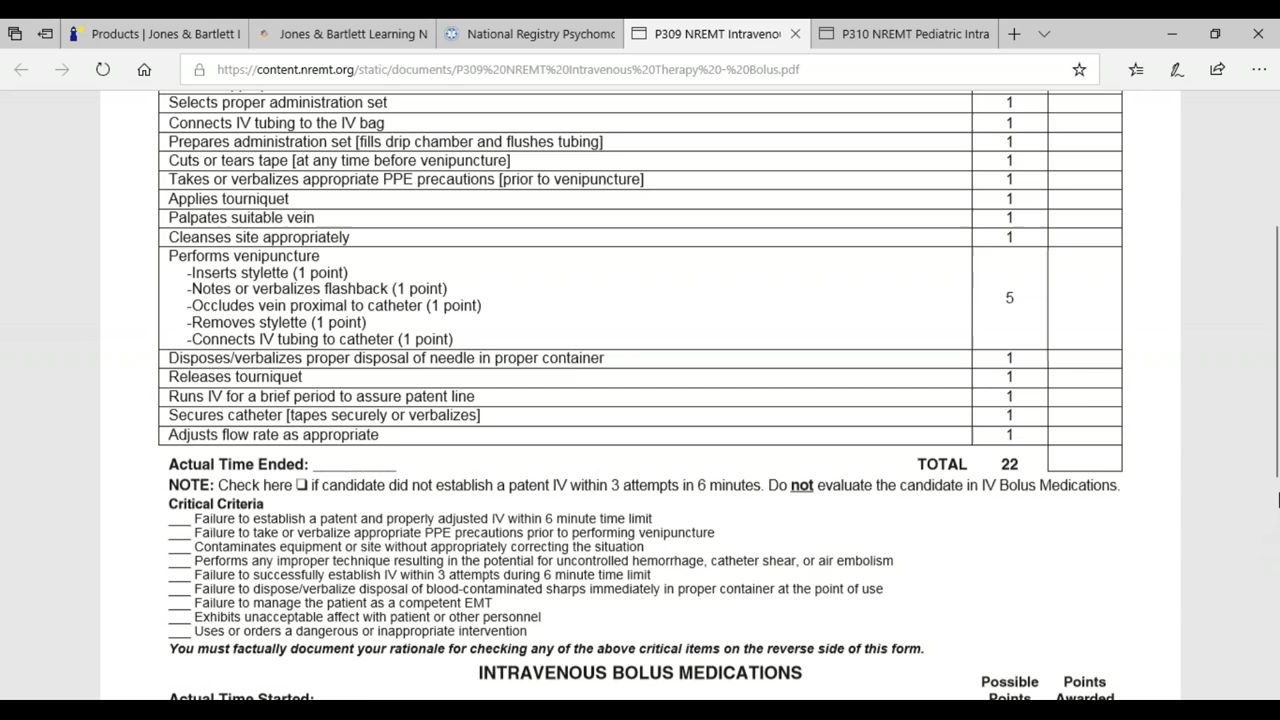 Products | Jones & Bartlett l
Jones & Bartlett Learning N
National Registry Psychomo
P309 NREMT Intraveno
P310 NREMT Pediatric Intra
https://content.nremt.org/static/documents/P309%20NREMT%20Intravenous%20Therapy%20-%20Bolus.pdf
Selects proper administration set 1
Connects IV tubing to the IV bag 1
Prepares administration set [fills drip chamber and flushes tubing] 1
Cuts or tears tape [at any time before venipuncture] 1
Takes or verbalizes appropriate PPE precautions [prior to venipuncture] 1
Applies tourniquet 1
Palpates suitable vein 1
Cleanses site appropriately 1
Performs venipuncture
-Inserts stylette (1 point)
-Notes or verbalizes flashback (1 point)
-Occludes vein proximal to catheter (1 point)
-Removes stylette (1 point)
-Connects IV tubing to catheter (1 point)
5
Disposes/verbalizes proper disposal of needle in proper container 1
Releases tourniquet 1
Runs IV for a brief period to assure patent line 1
Secures catheter [tapes securely or verbalizes] 1
Adjusts flow rate as appropriate 1
Actual Time Ended: __________ TOTAL 22
NOTE: Check here ❑ if candidate did not establish a patent IV within 3 attempts in 6 minutes. Do not evaluate the candidate in IV Bolus Medications.
Critical Criteria
___ Failure to establish a patent and properly adjusted IV within 6 minute time limit
___ Failure to take or verbalize appropriate PPE precautions prior to performing venipuncture
___ Contaminates equipment or site without appropriately correcting the situation
___ Performs any improper technique resulting in the potential for uncontrolled hemorrhage, catheter shear, or air embolism
___ Failure to successfully establish IV within 3 attempts during 6 minute time limit
___ Failure to dispose/verbalize disposal of blood-contaminated sharps immediately in proper container at the point of use
___ Failure to manage the patient as a competent EMT
___ Exhibits unacceptable affect with patient or other personnel
___ Uses or orders a dangerous or inappropriate intervention
You must factually document your rationale for checking any of the above critical items on the reverse side of this form.
INTRAVENOUS BOLUS MEDICATIONS
Possible Points
Actual Time Started: Points Awarded